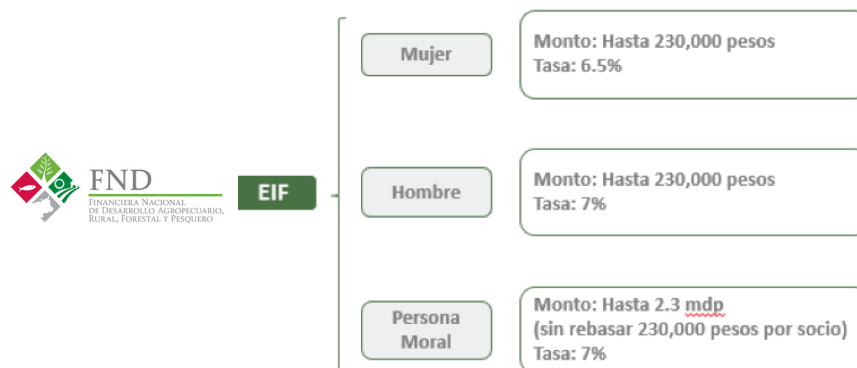 FND
FINANCIERA NACIONAL
DE DESARROLLO AGROPECUARIO,
RURAL, FORESTAL Y PESQUERO
EIF
Mujer
Monto: Hasta 230,000 pesos
Tasa: 6.5%
Hombre
Monto: Hasta 230,000 pesos
Tasa: 7%
Persona
Moral
Monto: Hasta 2.3 mdp
(sin rebasar 230,000 pesos por socio)
Tasa: 7%